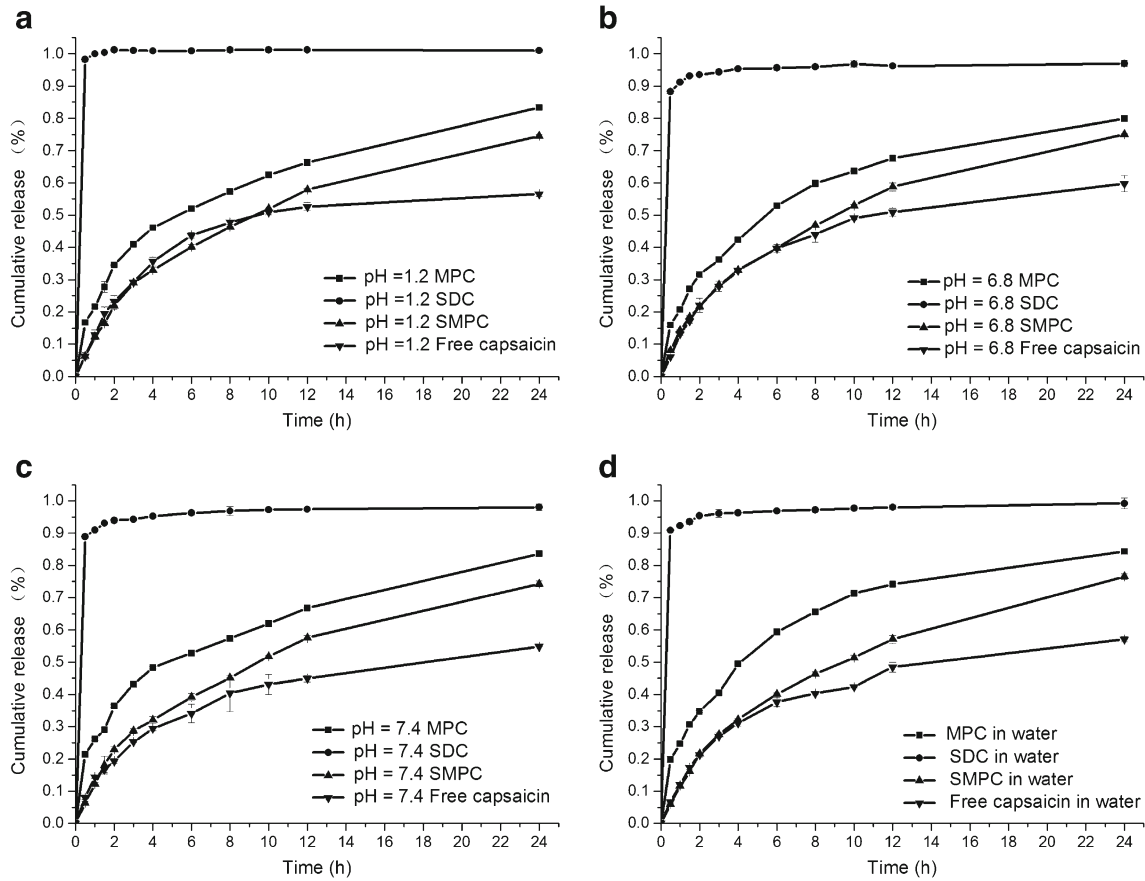 a
Cumulative release (%)
1.0
0.9
0.8
0.7
0.6
0.5
0.4
0.3
0.2
0.1
0.0
pH =1.2 MPC
pH =1.2 SDC
pH =1.2 SMPC
pH =1.2 Free capsaicin
0 2 4 6 8 10 12 14 16 18 20 22 24
Time (h)
b
Cumulative release (%)
1.0
0.9
0.8
0.7
0.6
0.5
0.4
0.3
0.2
0.1
0.0
pH = 6.8 MPC
pH = 6.8 SDC
pH = 6.8 SMPC
pH = 6.8 Free capsaicin
0 2 4 6 8 10 12 14 16 18 20 22 24
Time (h)
c
Cumulative release (%)
1.0
0.9
0.8
0.7
0.6
0.5
0.4
0.3
0.2
0.1
0.0
pH = 7.4 MPC
pH = 7.4 SDC
pH = 7.4 SMPC
pH = 7.4 Free capsaicin
0 2 4 6 8 10 12 14 16 18 20 22 24
Time (h)
d
Cumulative release (%)
1.0
0.9
0.8
0.7
0.6
0.5
0.4
0.3
0.2
0.1
0.0
MPC in water
SDC in water
SMPC in water
Free capsaicin in water
0 2 4 6 8 10 12 14 16 18 20 22 24
Time (h)